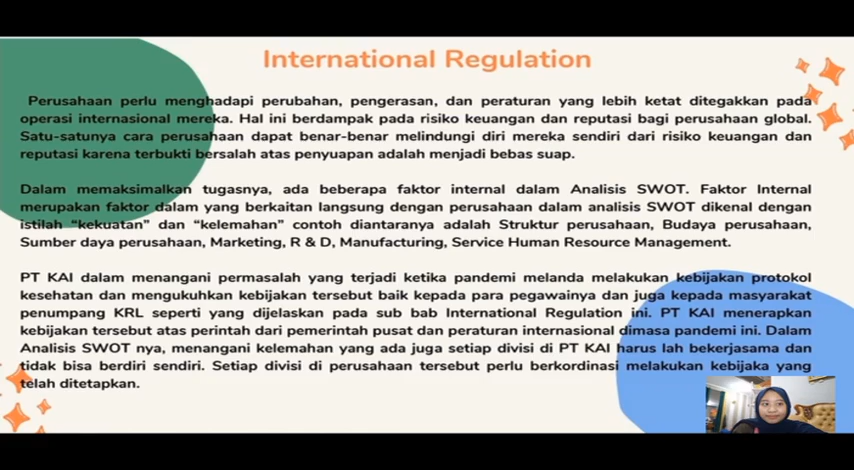 International Regulation
Perusahaan perlu menghadapi perubahan, pengerasan, dan peraturan yang lebih ketat ditegakkan pada
operasi internasional mereka. Hal ini berdampak pada risiko keuangan dan reputasi bagi perusahaan global.
Satu-satunya cara perusahaan dapat benar-benar melindungi diri mereka sendiri dari risiko keuangan dan
reputasi karena terbukti bersalah atas penyuapan adalah menjadi bebas suap.
Dalam memaksimalkan tugasnya, ada beberapa faktor internal dalam Analisis SWOT. Faktor Internal
merupakan faktor dalam yang berkaitan langsung dengan perusahaan dalam analisis SWOT dikenal dengan
istilah “kekuatan” dan “kelemahan” contoh diantaranya adalah Struktur perusahaan, Budaya perusahaan,
Sumber daya perusahaan, Marketing, R & D, Manufacturing, Service Human Resource Management.
PT KAI dalam menangani permasalah yang terjadi ketika pandemi melanda melakukan kebijakan protokol
kesehatan dan mengukuhkan kebijakan tersebut baik kepada para pegawainya dan juga kepada masyarakat
penumpang KRL seperti yang dijelaskan pada sub bab International Regulation ini. PT KAI menerapkan
kebijakan tersebut atas perintah dari pemerintah pusat dan peraturan internasional dimasa pandemi ini. Dalam
Analisis SWOT nya, menangani kelemahan yang ada juga setiap divisi di PT KAI harus lah bekerjasama dan
tidak bisa berdiri sendiri. Setiap divisi di perusahaan tersebut perlu berkordinasi melakukan kebijaka yang
telah ditetapkan.